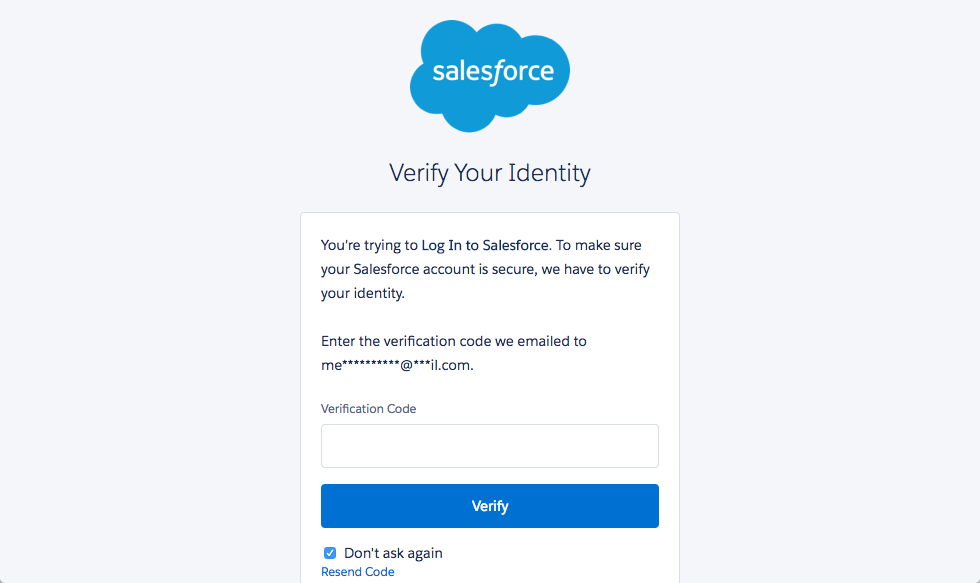 salesforce
Verify Your Identity
You're trying to Log In to Salesforce. To make sure
your Salesforce account is secure, we have to verify
your identity.
Enter the verification code we emailed to
me**********@***il.com.
Verification Code
Verify
Don't ask again
Resend Code